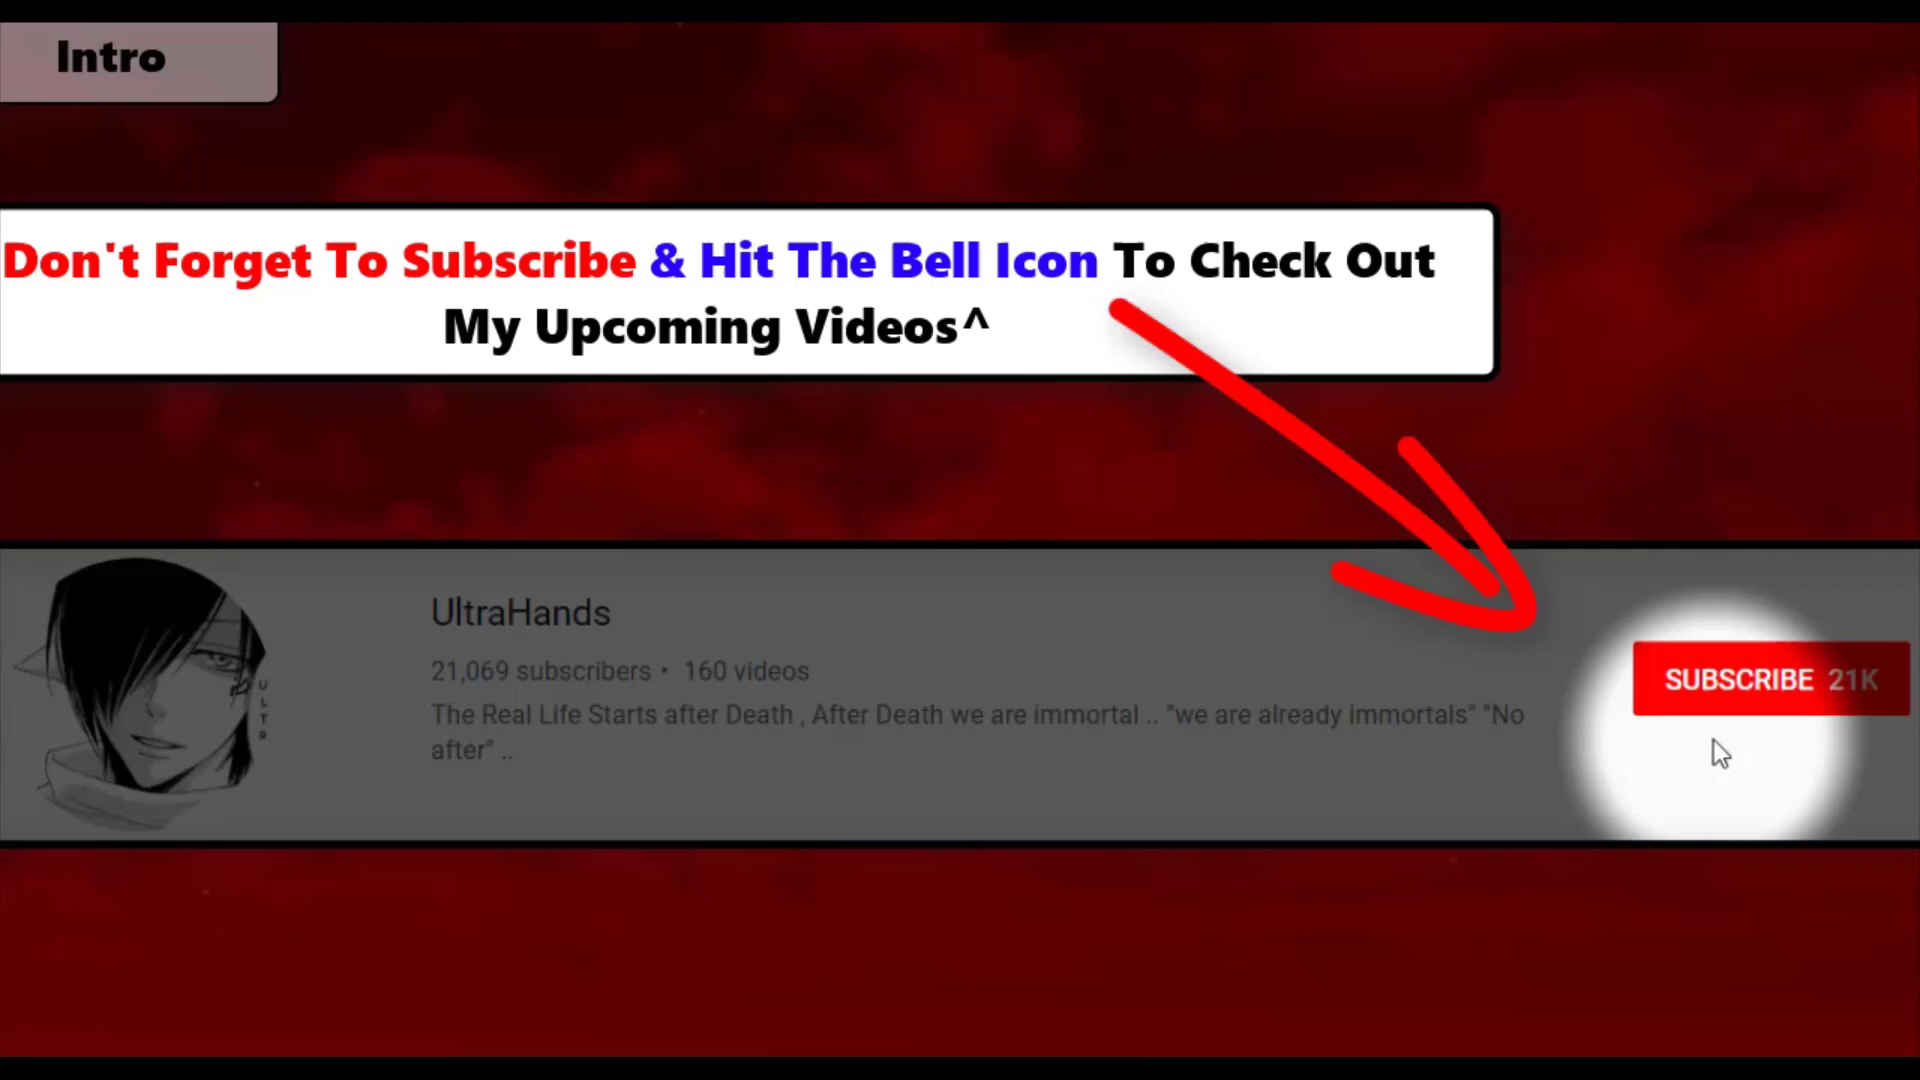 Intro
Don't Forget To Subscribe & Hit The Bell Icon To Check Out
My Upcoming Videos^
UltraHands
21,069 subscribers • 160 videos
The Real Life Starts after Death , After Death we are immortal .. "we are already immortals" "No
after" ..
SUBSCRIBE 21K
ULTR